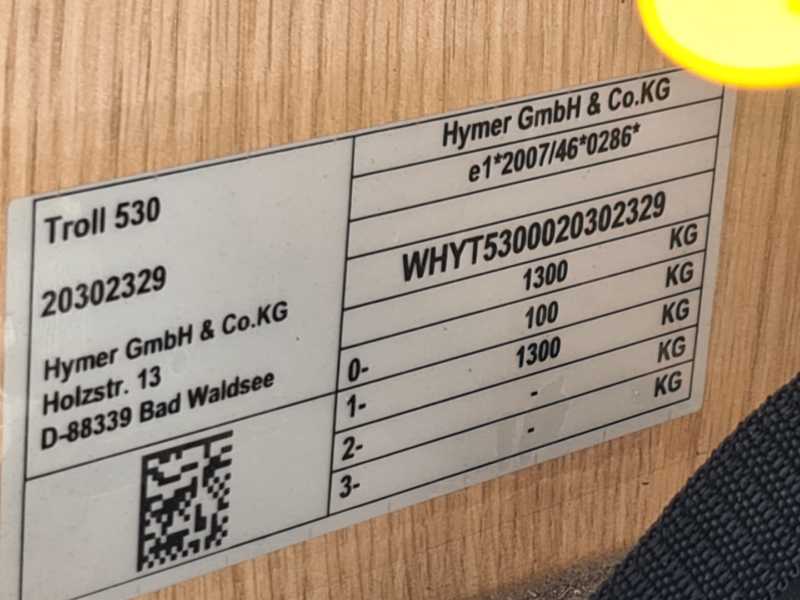 Troll 530
20302329
Hymer GmbH & Co.KG
Holzstr. 13
D-88339 Bad Waldsee
Hymer GmbH & Co.KG
e1*2007/46*0286*
WHYT5300020302329
1300 KG
0- 100 KG
1- 1300 KG
2- - KG
3- - KG